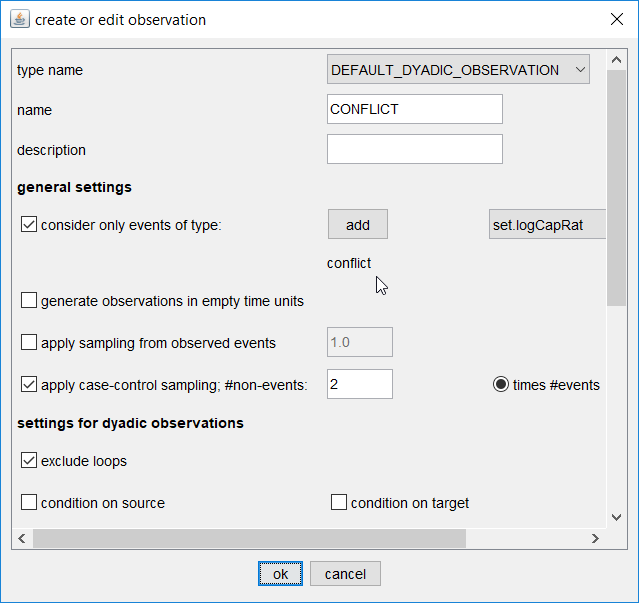 create or edit observation
type name DEFAULT_DYADIC_OBSERVATION
name CONFLICT
description
general settings
consider only events of type: add set.logCapRat
conflict
generate observations in empty time units
apply sampling from observed events 1.0
apply case-control sampling; #non-events: 2 times #events
settings for dyadic observations
exclude loops
condition on source condition on target
ok cancel